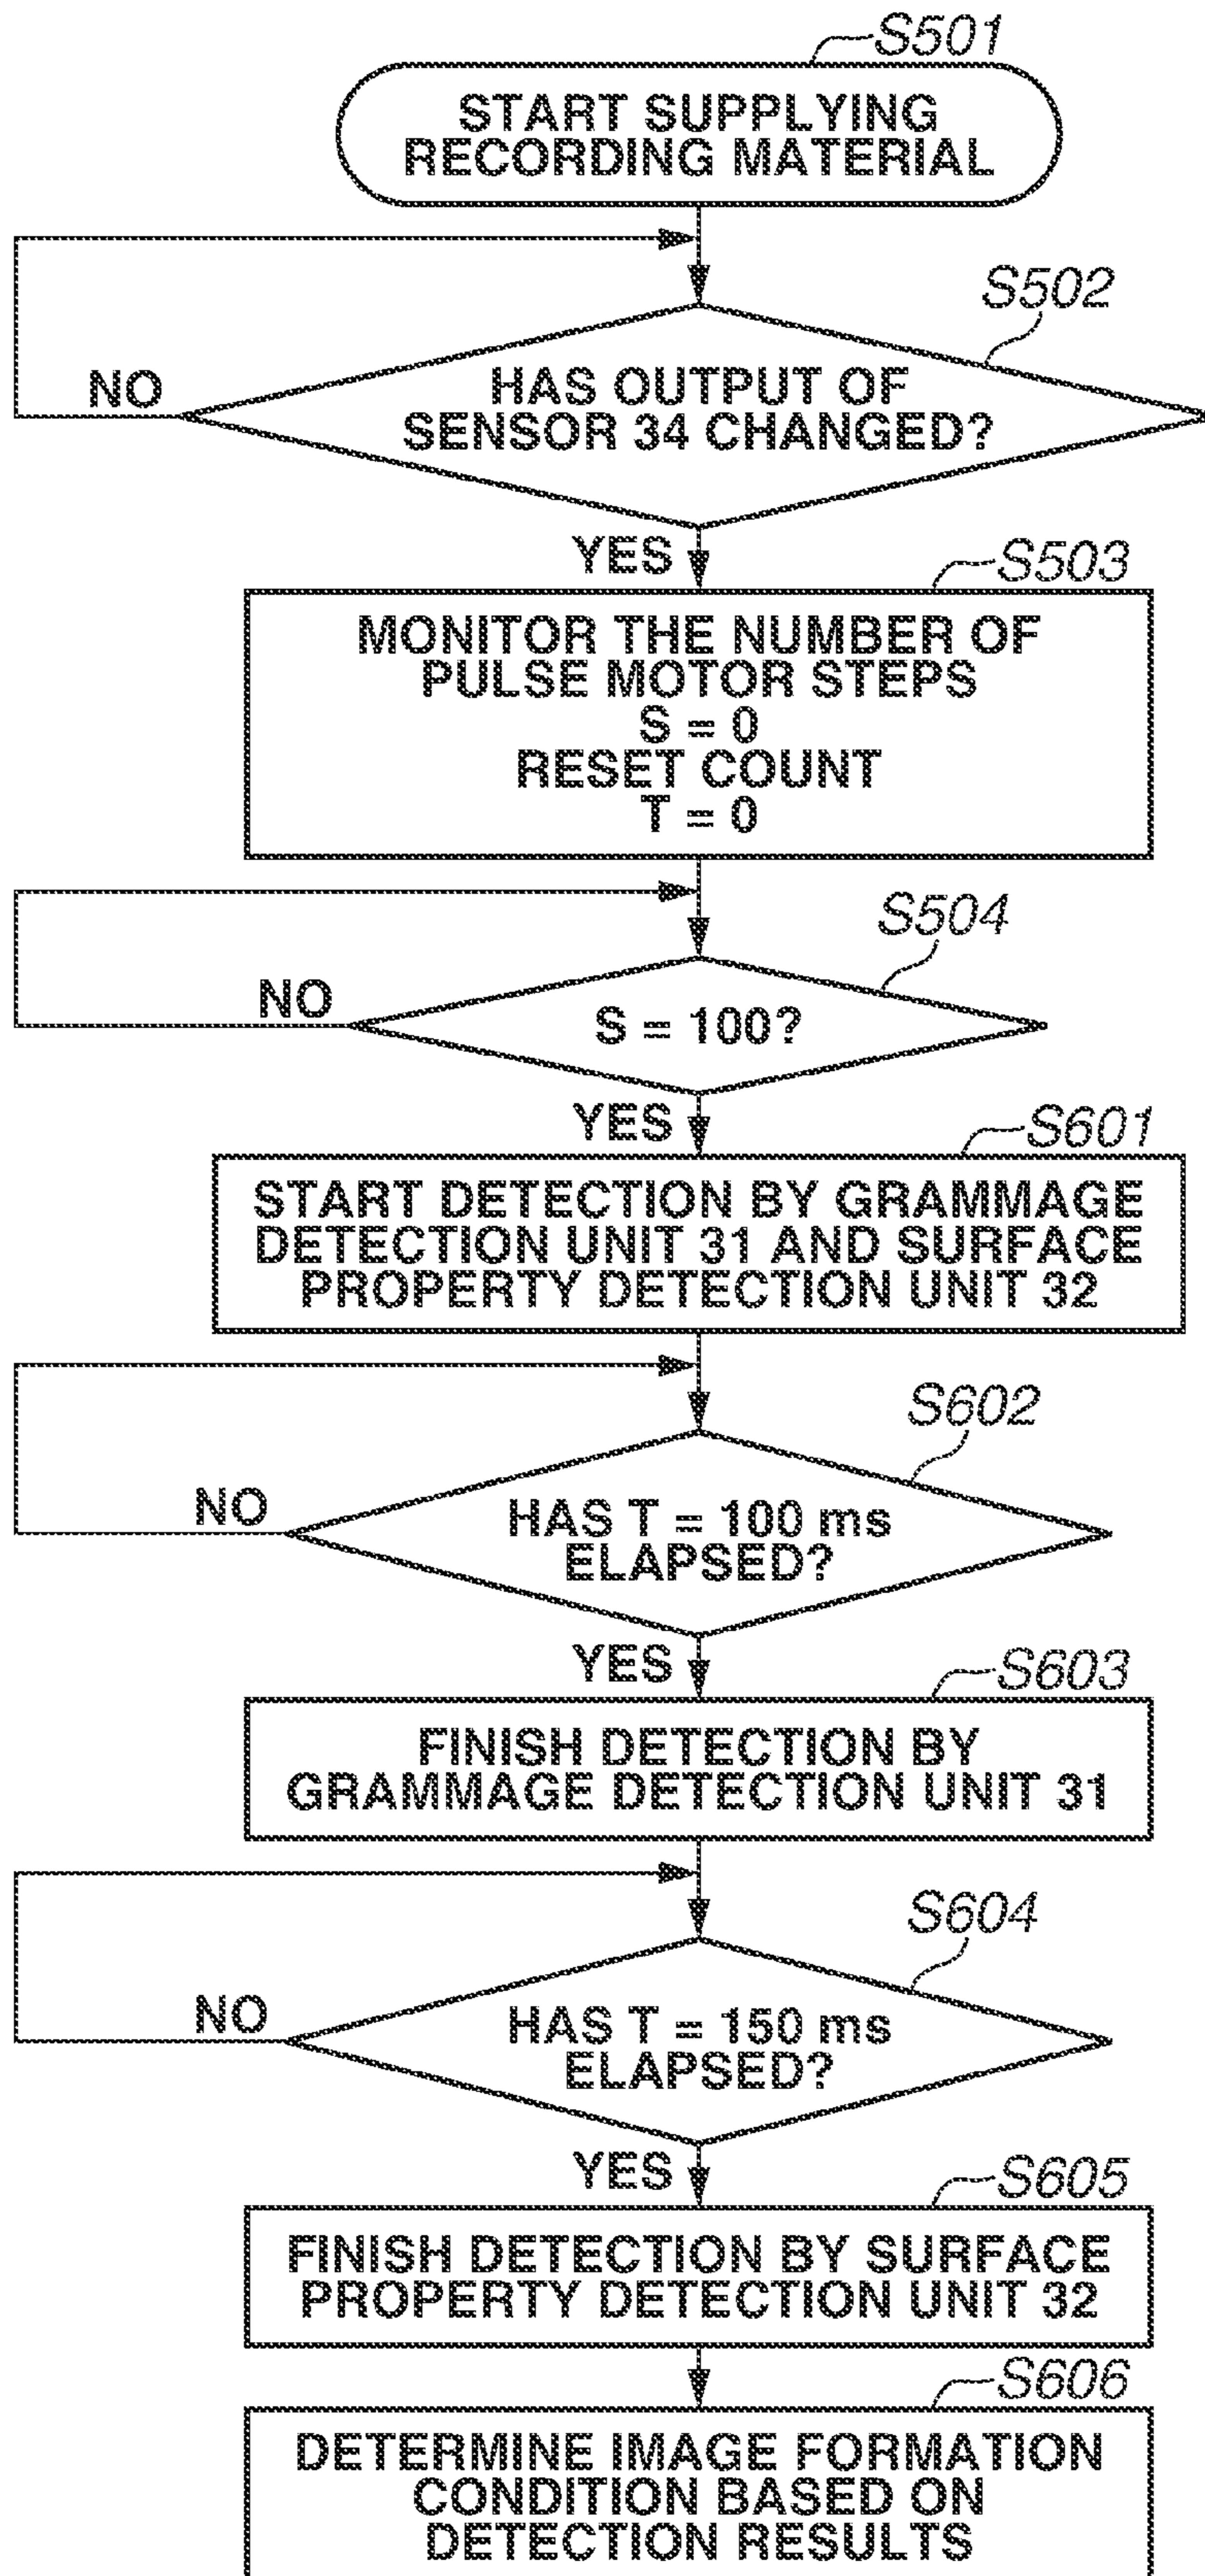 S501
START SUPPLYING
RECORDING MATERIAL
S502
NO
HAS OUTPUT OF
SENSOR 34 CHANGED?
YES
S503
MONITOR THE NUMBER OF
PULSE MOTOR STEPS
S = 0
RESET COUNT
T = 0
S504
NO
S = 100?
YES
S601
START DETECTION BY GRAMMAGE
DETECTION UNIT 31 AND SURFACE
PROPERTY DETECTION UNIT 32
S602
NO
HAS T = 100 ms
ELAPSED?
YES
S603
FINISH DETECTION BY
GRAMMAGE DETECTION UNIT 31
S604
NO
HAS T = 150 ms
ELAPSED?
YES
S605
FINISH DETECTION BY SURFACE
PROPERTY DETECTION UNIT 32
S606
DETERMINE IMAGE FORMATION
CONDITION BASED ON
DETECTION RESULTS